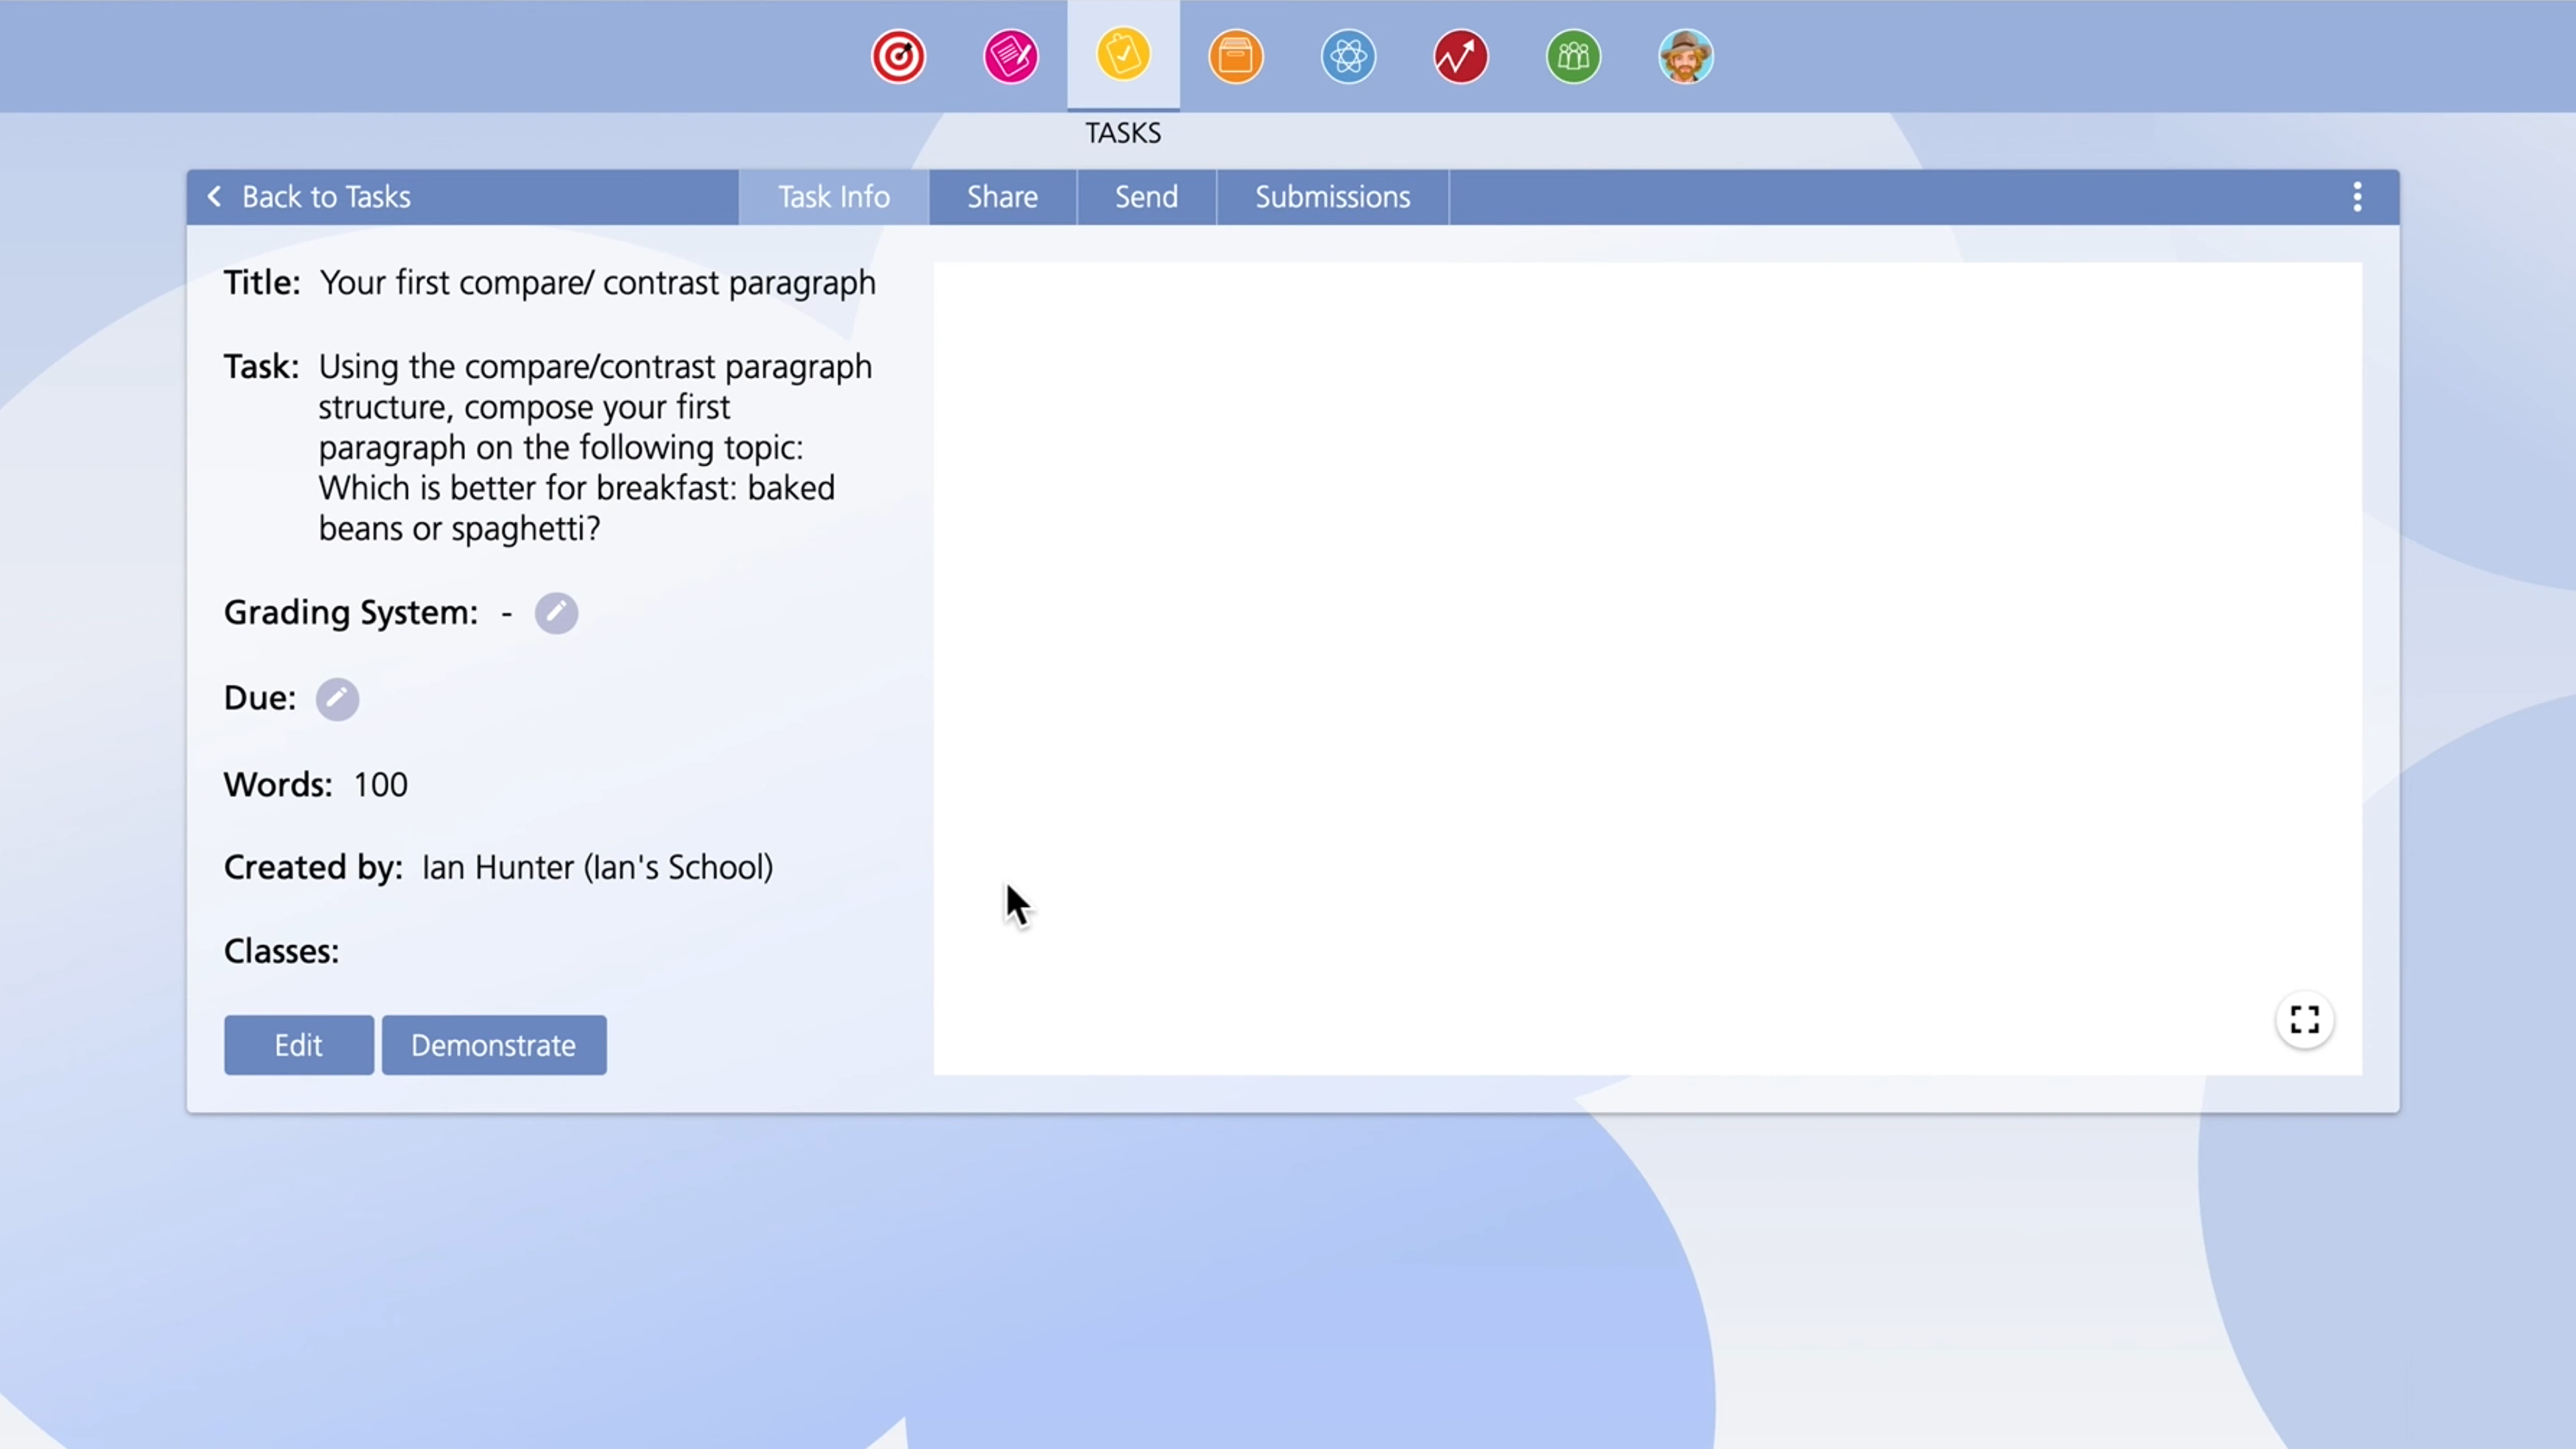 TASKS
Back to Tasks
Task Info
Share
Send
Submissions
Title: Your first compare/ contrast paragraph
Task: Using the compare/contrast paragraph
structure, compose your first
paragraph on the following topic:
Which is better for breakfast: baked
beans or spaghetti?
Grading System: -
Due:
Words: 100
Created by: Ian Hunter (Ian's School)
Classes:
Edit
Demonstrate